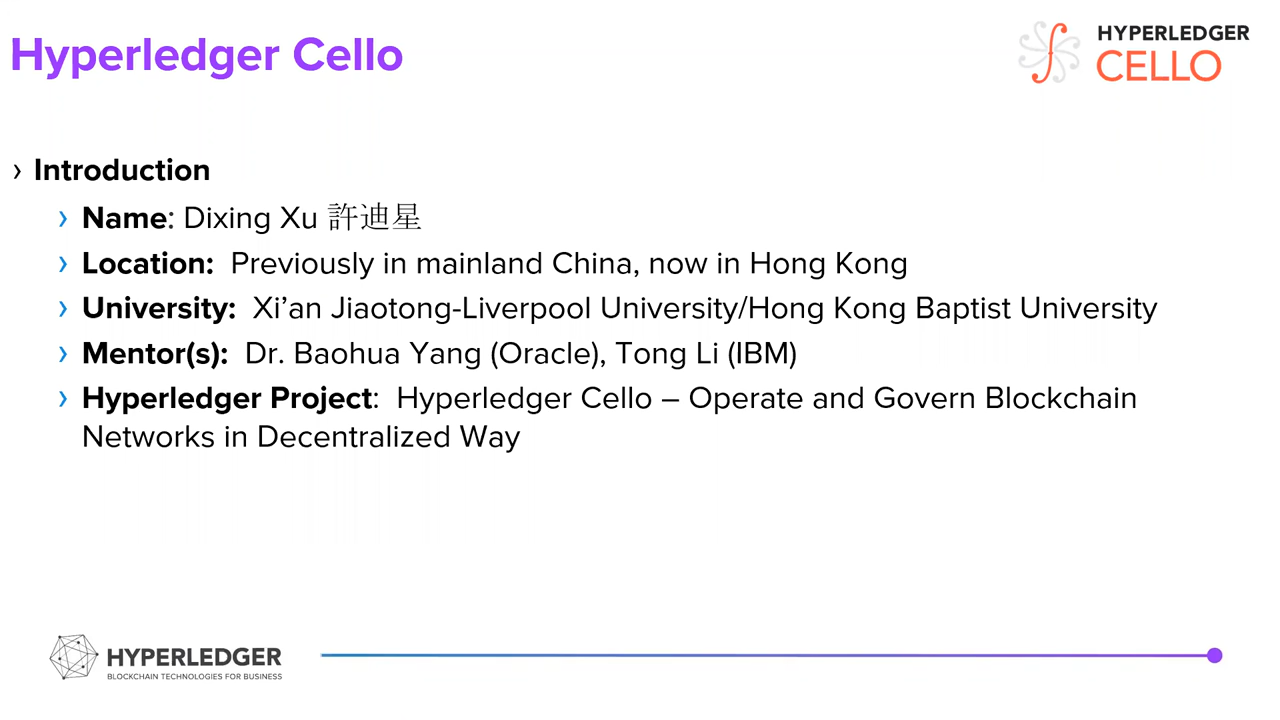 Hyperledger Cello
HYPERLEDGER
CELLO
› Introduction
› Name: Dixing Xu 許迪星
› Location: Previously in mainland China, now in Hong Kong
› University: Xi’an Jiaotong-Liverpool University/Hong Kong Baptist University
› Mentor(s): Dr. Baohua Yang (Oracle), Tong Li (IBM)
› Hyperledger Project: Hyperledger Cello – Operate and Govern Blockchain
Networks in Decentralized Way
HYPERLEDGER
BLOCKCHAIN TECHNOLOGIES FOR BUSINESS